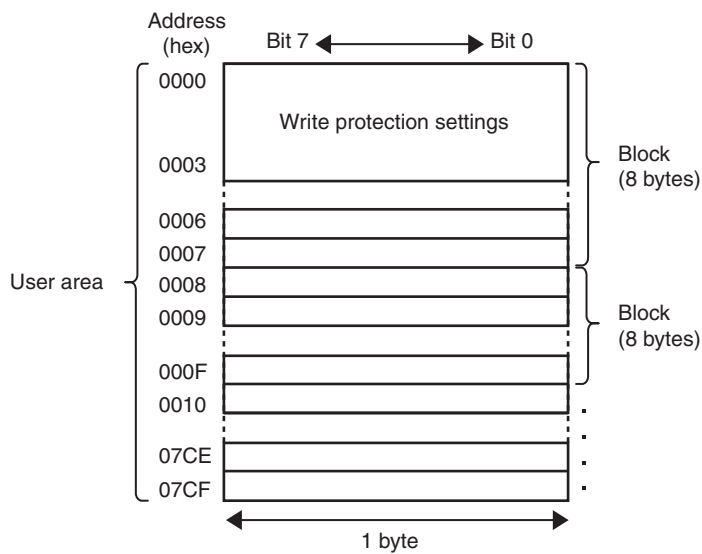 Address
(hex)
Bit 7
Bit 0
0000
Write protection settings
0003
Block
(8 bytes)
0006
0007
User area
0008
0009
Block
(8 bytes)
000F
0010
07CE
07CF
1 byte